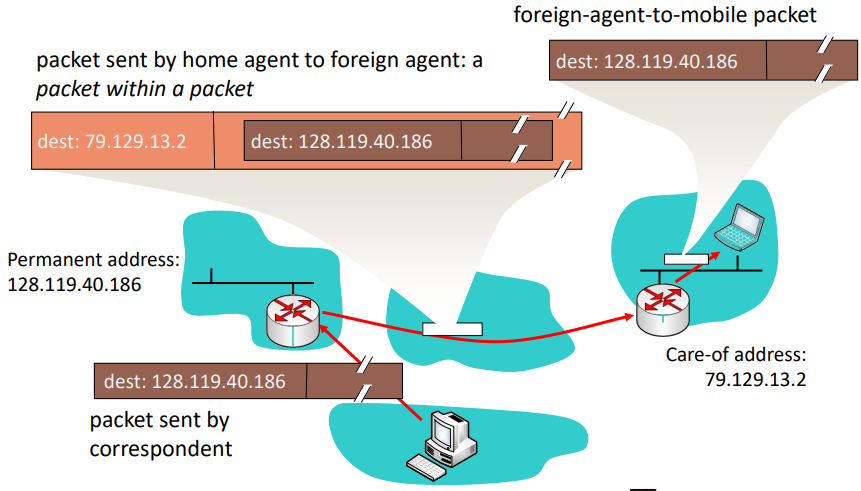 foreign-agent-to-mobile packet
dest: 128.119.40.186
packet sent by home agent to foreign agent: a
packet within a packet
dest: 79.129.13.2
dest: 128.119.40.186
Permanent address:
128.119.40.186
Care-of address:
79.129.13.2
dest: 128.119.40.186
packet sent by
correspondent